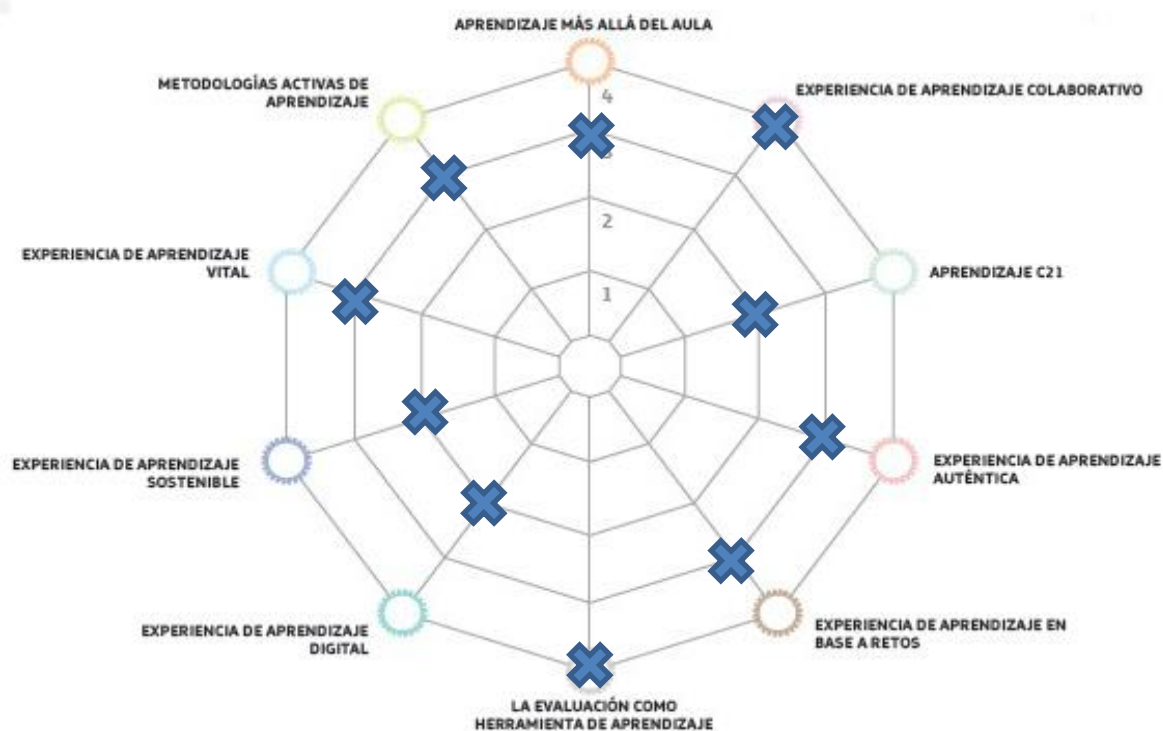 APRENDIZAJE MÁS ALLÁ DEL AULA
METODOLOGÍAS ACTIVAS DE
APRENDIZAJE
EXPERIENCIA DE APRENDIZAJE COLABORATIVO
4
3
2
1
EXPERIENCIA DE APRENDIZAJE
VITAL
APRENDIZAJE C21
EXPERIENCIA DE APRENDIZAJE
SOSTENIBLE
EXPERIENCIA DE APRENDIZAJE
AUTÉNTICA
EXPERIENCIA DE APRENDIZAJE
DIGITAL
EXPERIENCIA DE APRENDIZAJE EN
BASE A RETOS
LA EVALUACIÓN COMO
HERRAMIENTA DE APRENDIZAJE